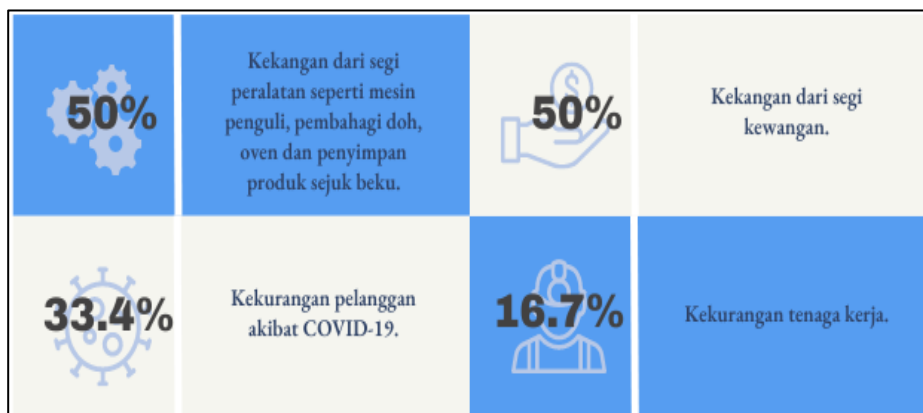 50%
Kekangan dari segi
peralatan seperti mesin
penguli, pembahagi doh,
oven dan penyimpan
produk sejuk beku.
50%
Kekangan dari segi
kewangan.
33.4%
Kekurangan pelanggan
akibat COVID-19.
16.7%
Kekurangan tenaga kerja.